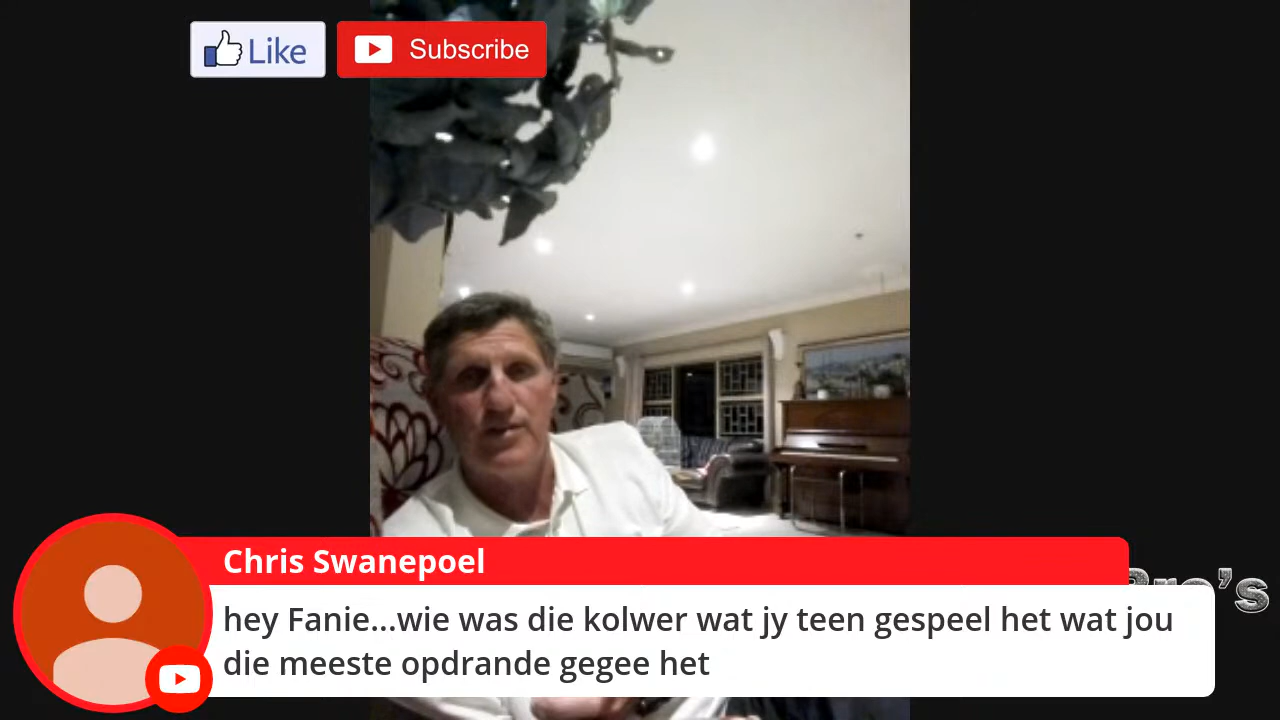 Like
Subscribe
Chris Swanepoel
hey Fanie...wie was die kolwer wat jy teen gespeel het wat jou
die meeste opdrande gegee het